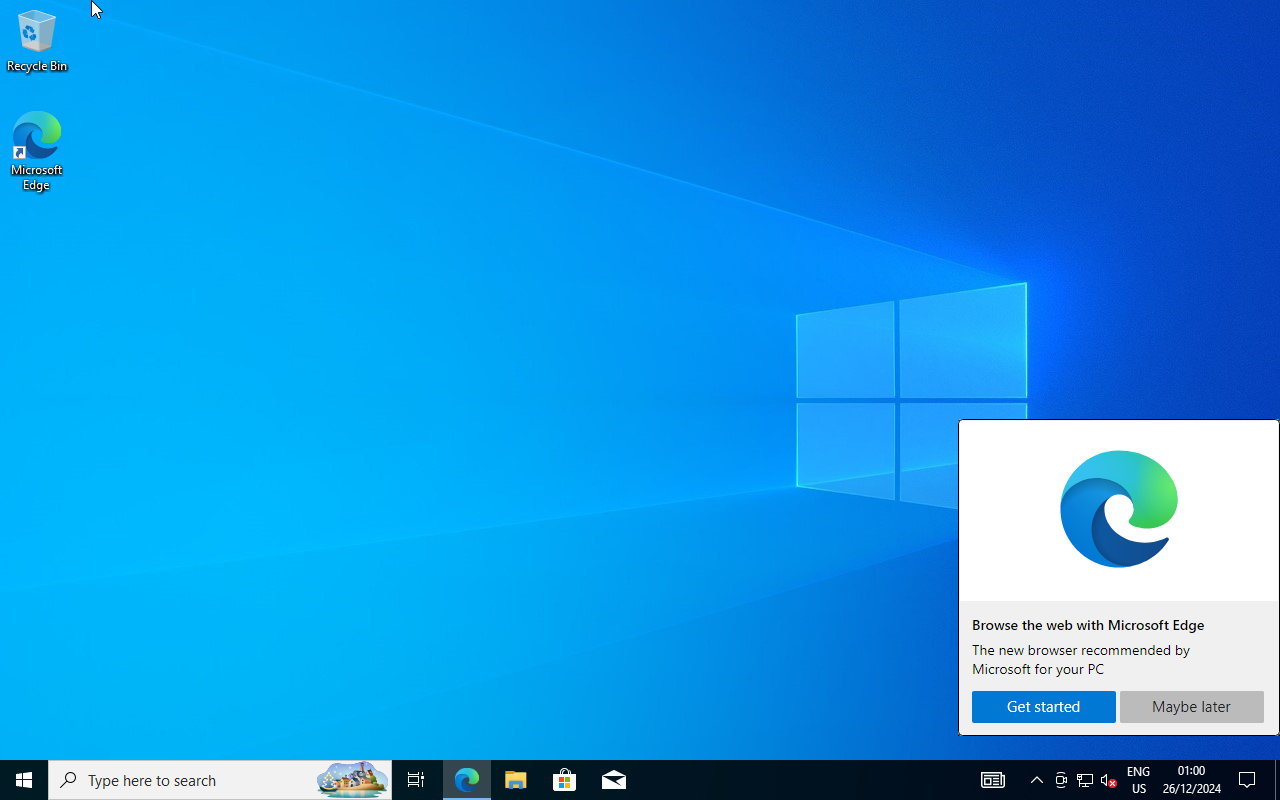 Recycle Bin
Microsoft
Edge
Browse the web with Microsoft Edge
The new browser recommended by
Microsoft for your PC
Get started
Maybe later
Type here to search
ENG
US
01:00
26/12/2024